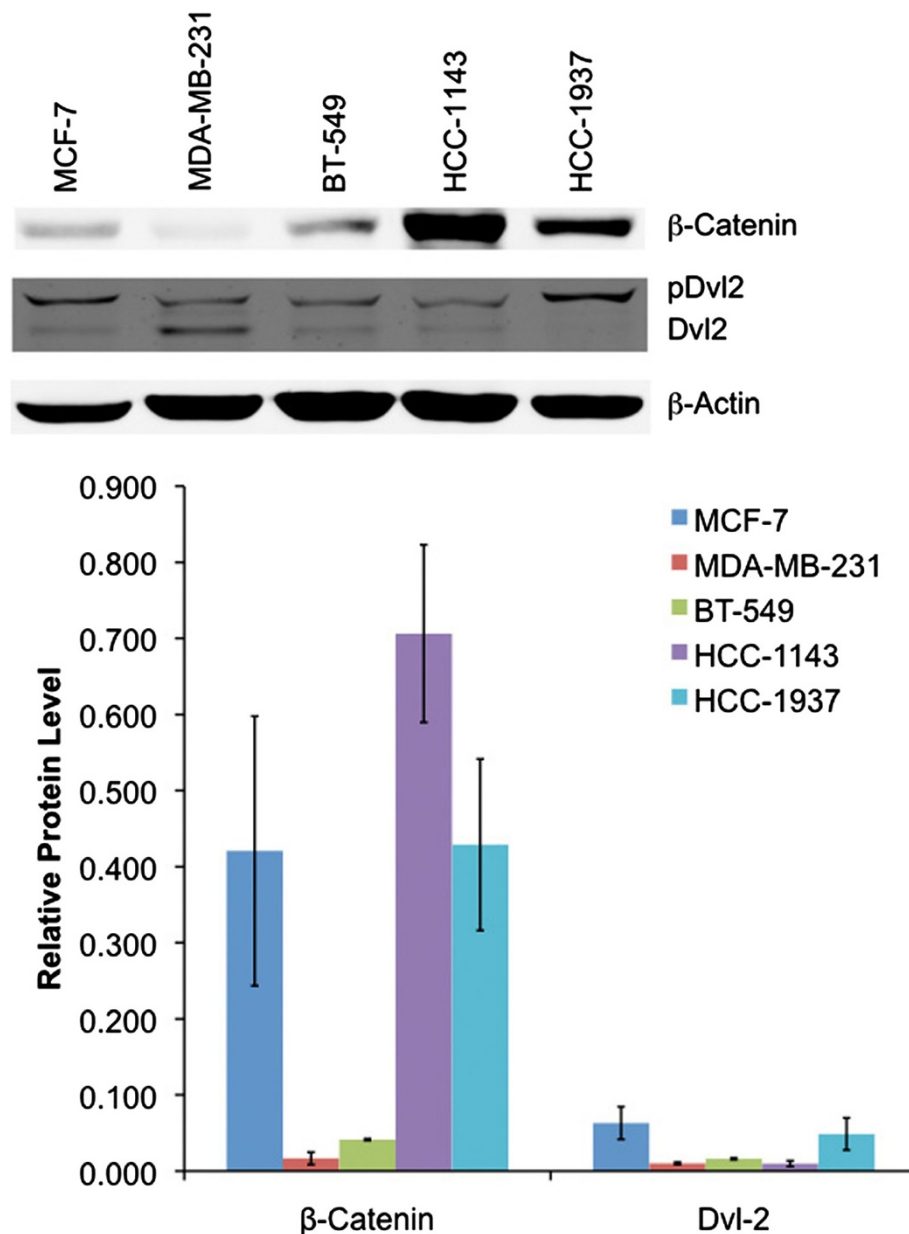 MCF-7
MDA-MB-231
BT-549
HCC-1143
HCC-1937
β-Catenin
pDvl2
Dvl2
β-Actin
0.900
0.800
0.700
0.600
0.500
0.400
0.300
0.200
0.100
0.000
Relative Protein Level
MCF-7
MDA-MB-231
BT-549
HCC-1143
HCC-1937
β-Catenin
Dvl-2